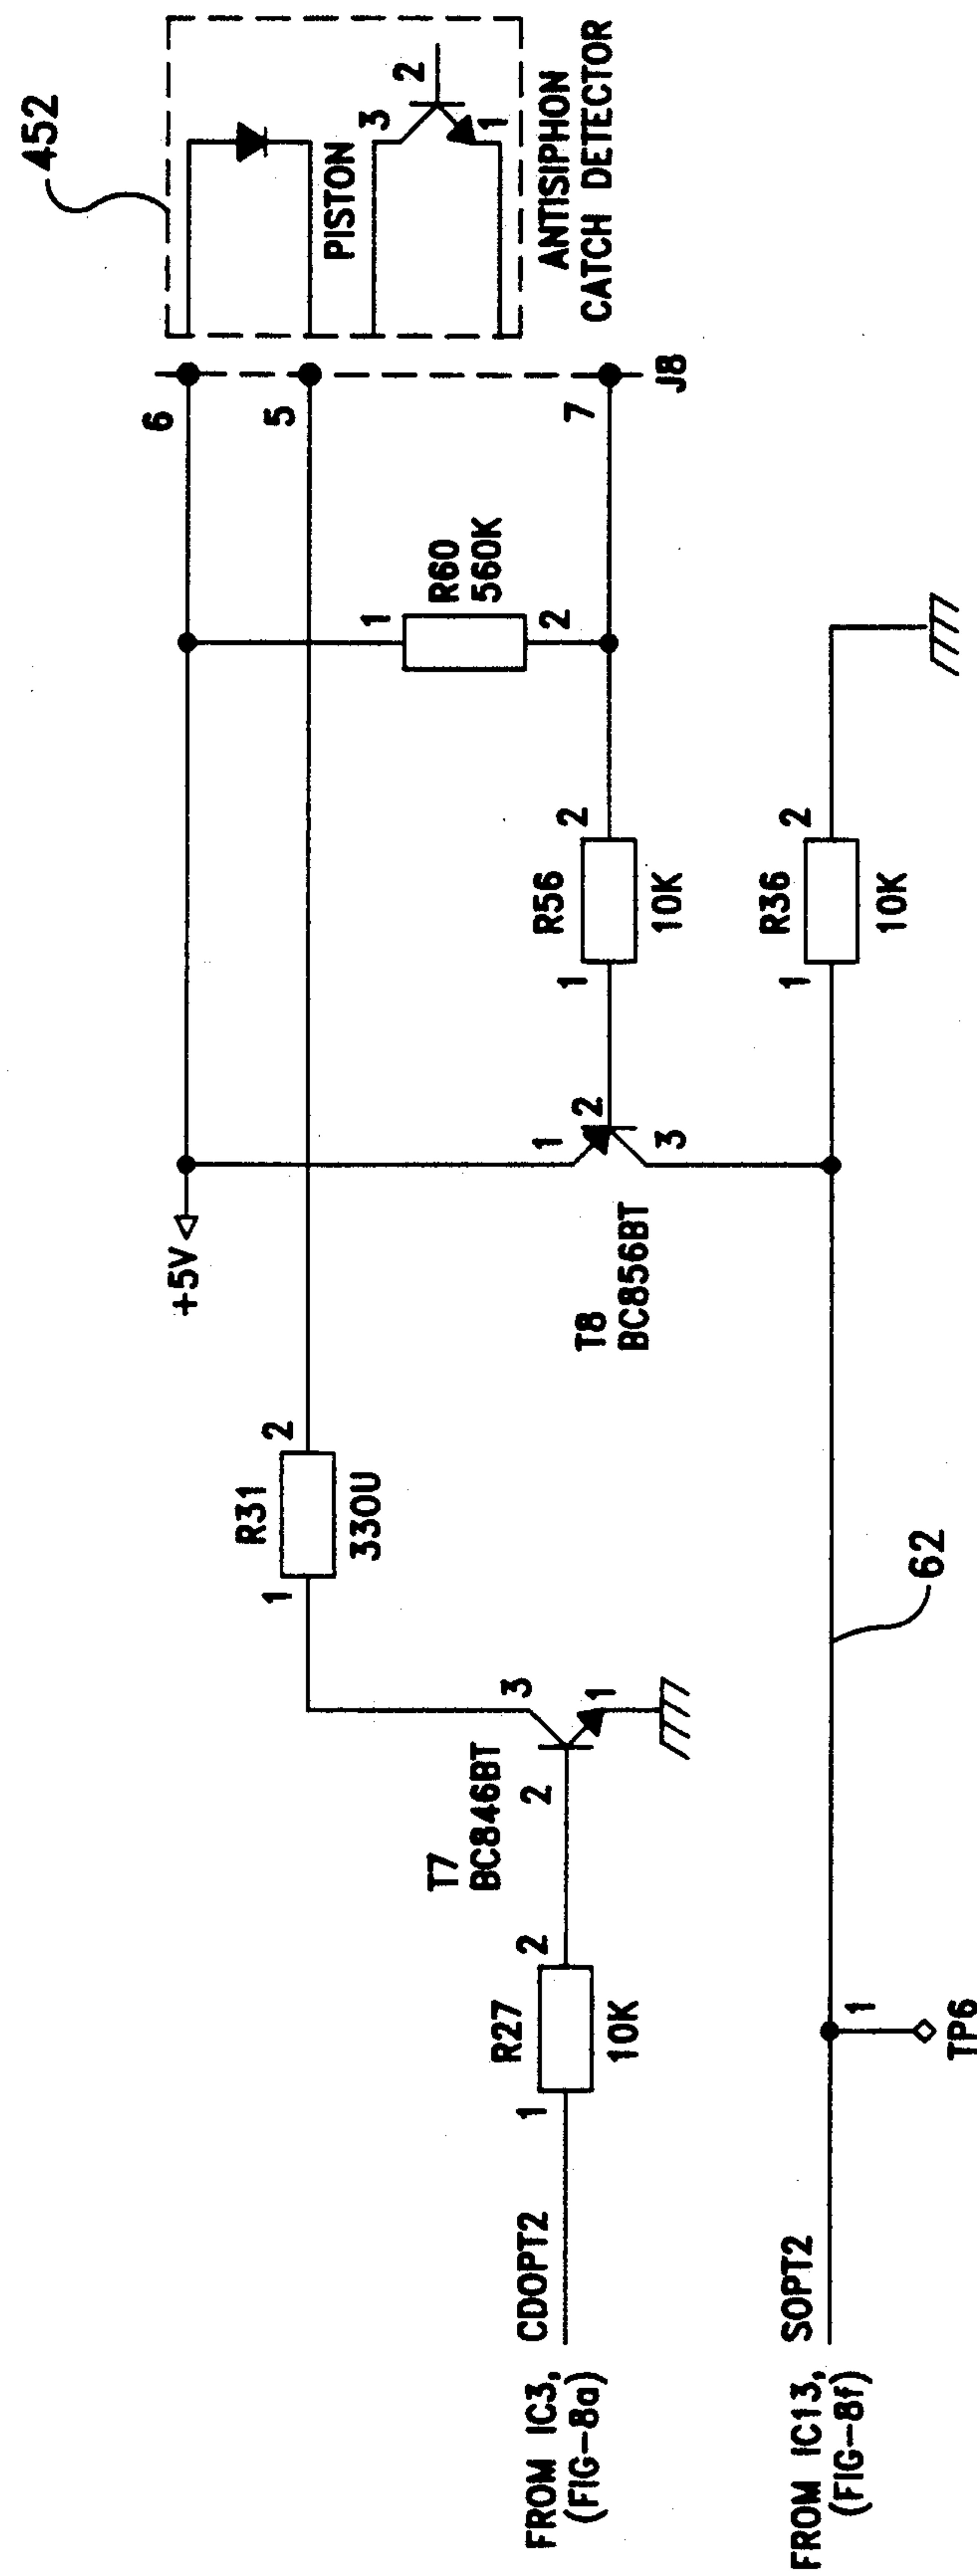 452
PISTON
3
2
1
ANTISIPHON
CATCH DETECTOR
6
5
7
J8
+5V
1
R60
560K
2
R31
1
2
330U
R56
1
2
10K
R36
1
2
10K
1
2
3
T8
BC856BT
T7
BC846BT
3
2
1
R27
1
2
10K
CDOPT2
FROM IC3,
(FIG-8a)
SOPT2
FROM IC13,
(FIG-8f)
62
1
TP6